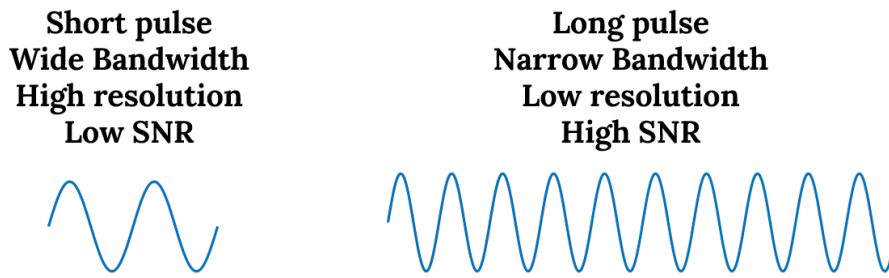 Short pulse
Wide Bandwidth
High resolution
Low SNR
Long pulse
Narrow Bandwidth
Low resolution
High SNR